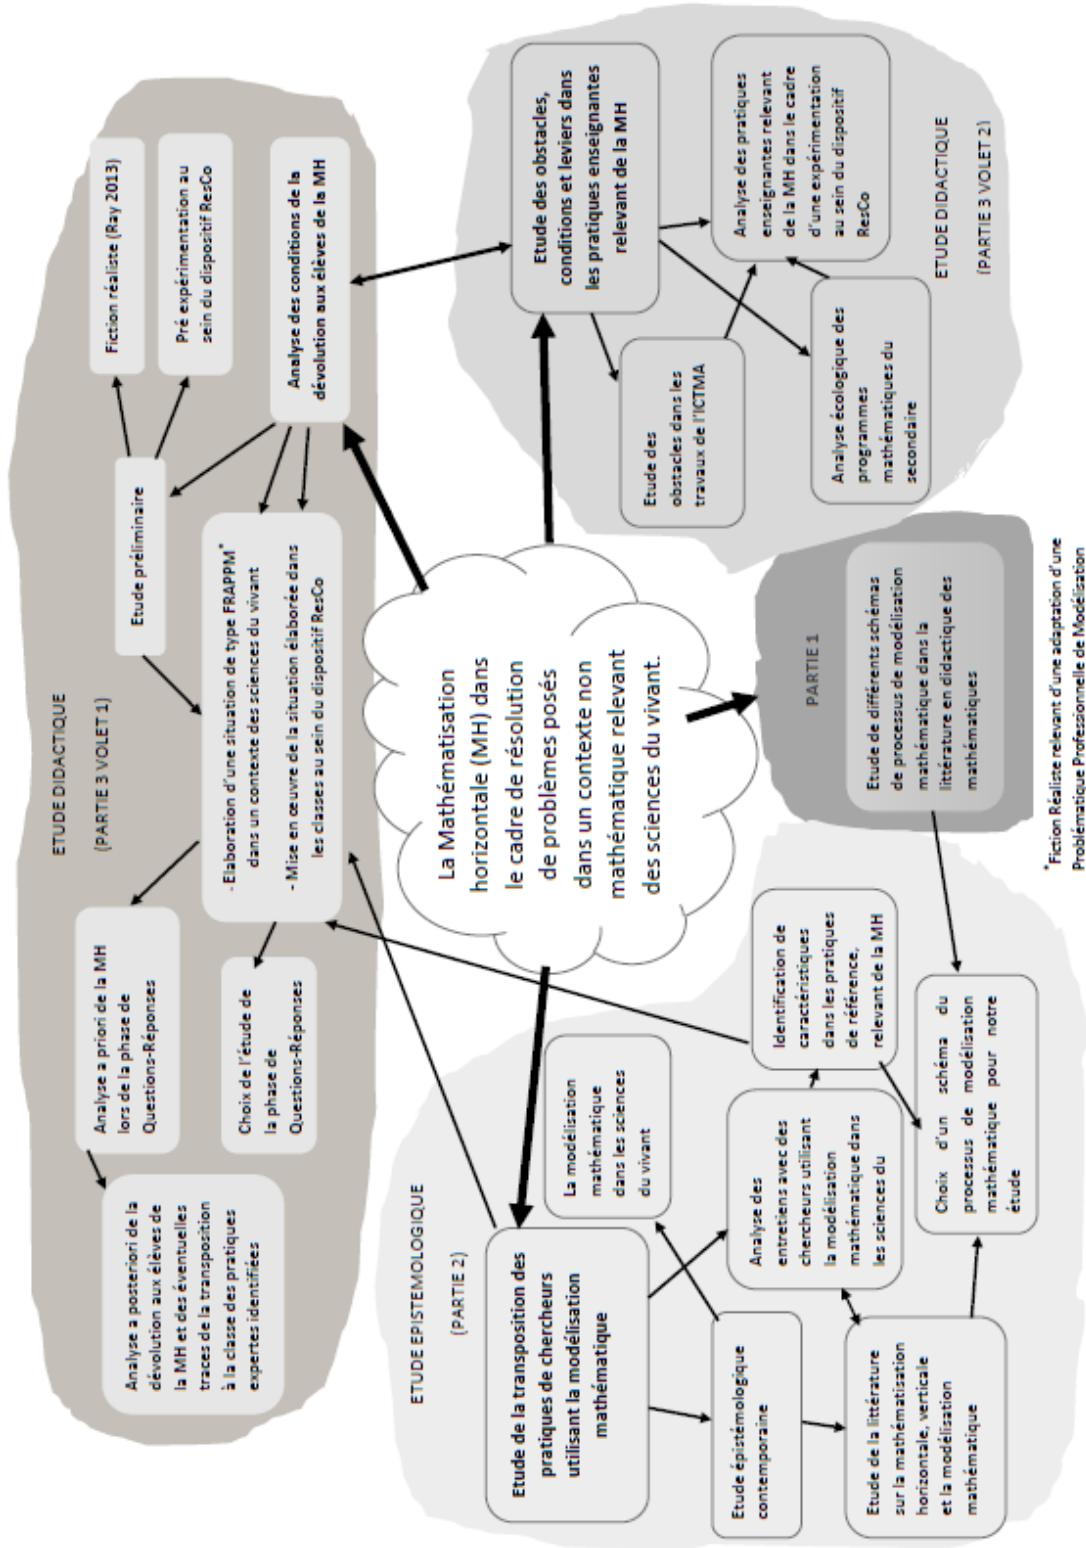 ETUDE DIDACTIQUE
(PARTIE 3 VOLET 1)
Analyse a posteriori de la
dévolution aux élèves de
la MH et des éventuelles
traces de la transposition
à la classe des pratiques
expertes identifiées
Analyse a priori de la MH
lors de la phase de
Questions-Réponses
Choix de l'étude de
la phase de
Questions-Réponses
Etude préliminaire
- Elaboration d'une situation de type FRAPPM*
dans un contexte des sciences du vivant
- Mise en œuvre de la situation élaborée dans
les classes au sein du dispositif ResCo
Fiction réaliste (Ray 2013)
Pré expérimentation au
sein du dispositif ResCo
Analyse des conditions de la
dévolution aux élèves de la MH
ETUDE EPISTEMOLOGIQUE
(PARTIE 2)
Etude de la transposition des
pratiques de chercheurs
utilisant la modélisation
mathématique
La modélisation
mathématique
dans les sciences
du vivant
Etude épistémologique
contemporaine
Analyse des
entretiens avec des
chercheurs utilisant
la modélisation
mathématique dans
les sciences du
Identification de
caractéristiques
dans les pratiques
de référence,
relevant de la MH
Etude de la littérature
sur la mathématisation
horizontale, verticale
et la modélisation
mathématique
Choix d'un schéma du
processus de modélisation
mathématique pour notre
étude
La Mathématisation
horizontale (MH) dans
le cadre de résolution
de problèmes posés
dans un contexte non
mathématique relevant
des sciences du vivant.
PARTIE 1
Etude de différents schémas
de processus de modélisation
mathématique dans la
littérature en didactique des
mathématiques
Etude des obstacles,
conditions et leviers dans
les pratiques enseignantes
relevant de la MH
Etude des
obstacles dans les
travaux de l'ICTMA
Analyse des pratiques
enseignantes relevant
de la MH dans le cadre
d'une expérimentation
au sein du dispositif
ResCo
Analyse écologique des
programmes
mathématiques du
secondaire
ETUDE DIDACTIQUE
(PARTIE 3 VOLET 2)
*Fiction Réaliste relevant d'une adaptation d'une
Problématique Professionnelle de Modélisation